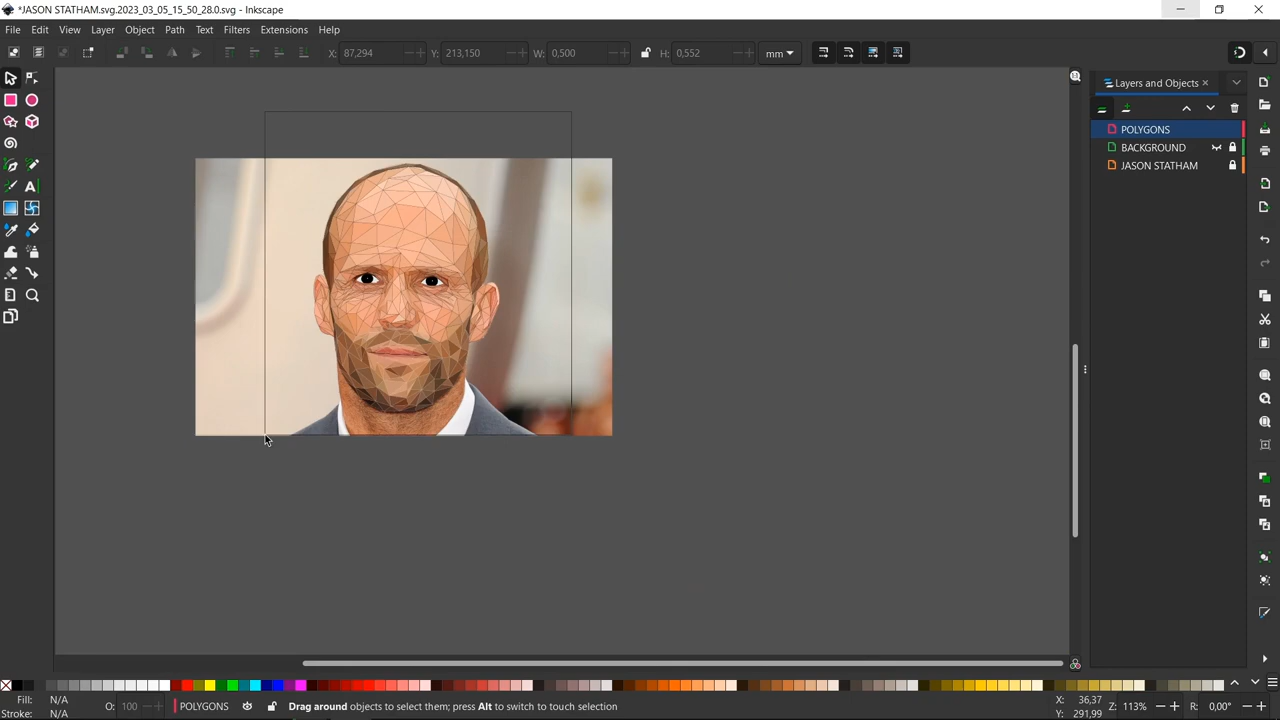 *JASON STATHAM.svg.2023_03_05_15_50_28.0.svg - Inkscape
File Edit View Layer Object Path Text Filters Extensions Help
X: 87,294 Y: 213,150 W: 0,500 H: 0,552 mm
Layers and Objects
POLYGONS
BACKGROUND
JASON STATHAM
Fill: N/A
Stroke: N/A
O: 100
POLYGONS
Drag around objects to select them; press Alt to switch to touch selection
X: 36,37
Y: 291,99
Z: 113%
R: 0,00°